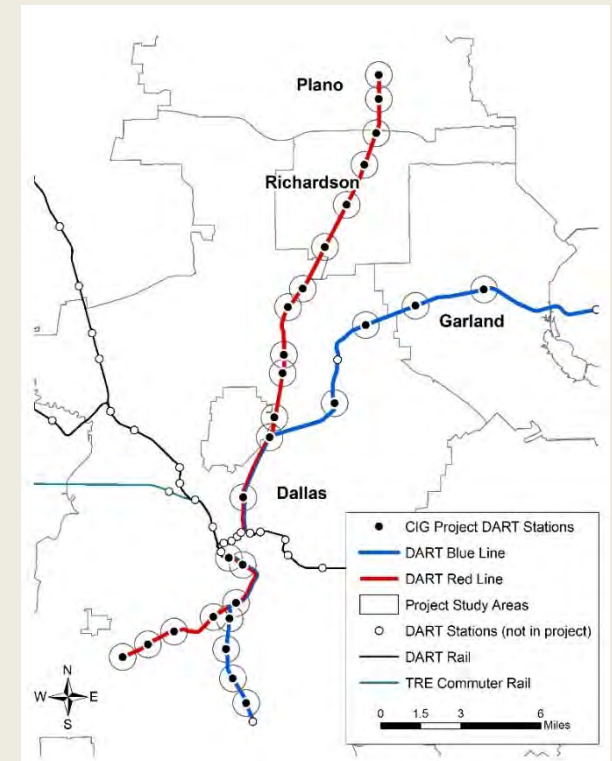 Plano
Richardson
Garland
Dallas
CIG Project DART Stations
DART Blue Line
DART Red Line
Project Study Areas
DART Stations (not in project)
DART Rail
TRE Commuter Rail
N
W E
S
0 1.5 3 6
Miles